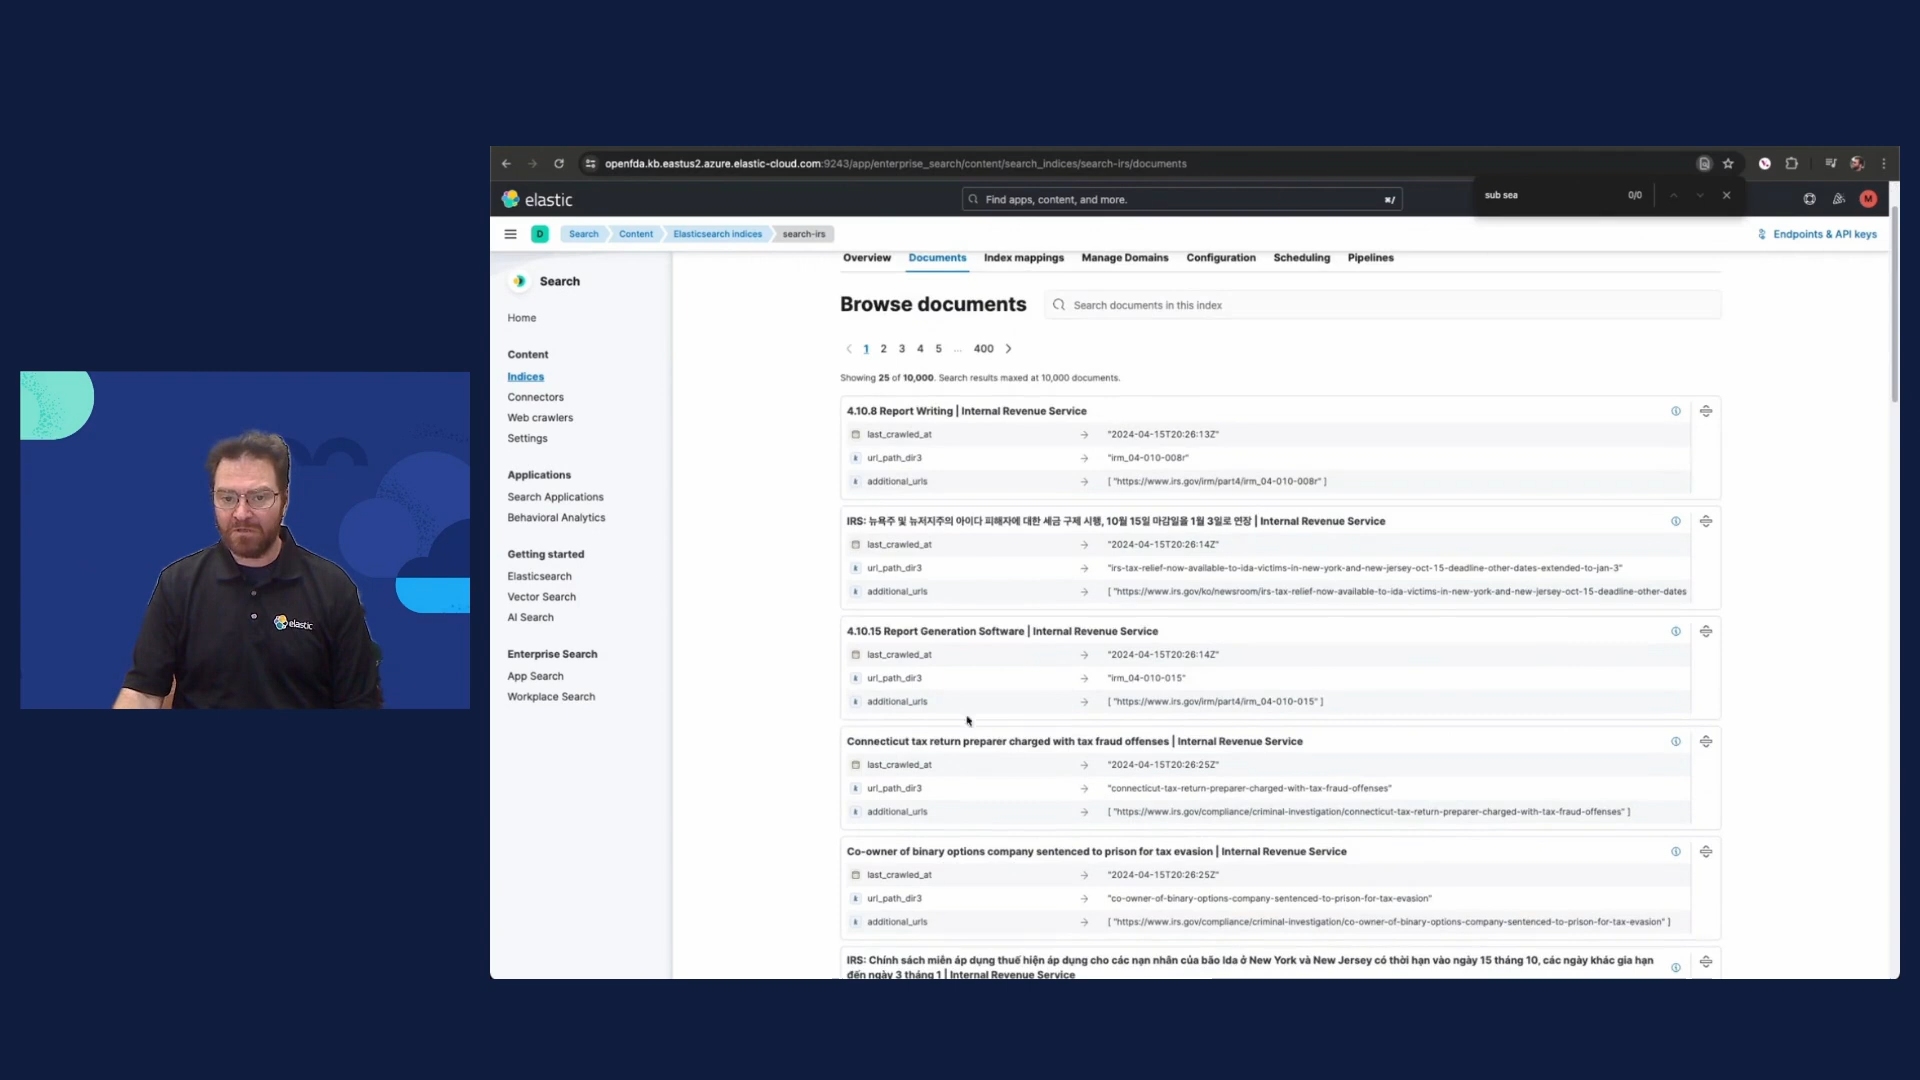 openfda.kb.eastus2.azure.elastic-cloud.com:9243/app/enterprise_search/content/search_indices/search-irs/documents
elastic
Find apps, content, and more.
⌘/
sub sea
0/0
M
D
Search
Content
Elasticsearch indices
search-irs
Endpoints & API keys
Search
Home
Content
Indices
Connectors
Web crawlers
Settings
Applications
Search Applications
Behavioral Analytics
Getting started
Elasticsearch
Vector Search
AI Search
Enterprise Search
App Search
Workplace Search
Overview Documents Index mappings Manage Domains Configuration Scheduling Pipelines
Browse documents
Search documents in this index
1 2 3 4 5 ... 400
Showing 25 of 10,000. Search results maxed at 10,000 documents.
4.10.8 Report Writing | Internal Revenue Service
last_crawled_at → "2024-04-15T20:26:13Z"
k url_path_dir3 → "irm_04-010-008r"
k additional_urls → [ "https://www.irs.gov/irm/part4/irm_04-010-008r" ]
IRS: 뉴욕주 및 뉴저지주의 아이다 피해자에 대한 세금 구제 시행, 10월 15일 마감일을 1월 3일로 연장 | Internal Revenue Service
last_crawled_at → "2024-04-15T20:26:14Z"
k url_path_dir3 → "irs-tax-relief-now-available-to-ida-victims-in-new-york-and-new-jersey-oct-15-deadline-other-dates-extended-to-jan-3"
k additional_urls → [ "https://www.irs.gov/ko/newsroom/irs-tax-relief-now-available-to-ida-victims-in-new-york-and-new-jersey-oct-15-deadline-other-dates
4.10.15 Report Generation Software | Internal Revenue Service
last_crawled_at → "2024-04-15T20:26:14Z"
k url_path_dir3 → "irm_04-010-015"
k additional_urls → [ "https://www.irs.gov/irm/part4/irm_04-010-015" ]
Connecticut tax return preparer charged with tax fraud offenses | Internal Revenue Service
last_crawled_at → "2024-04-15T20:26:25Z"
k url_path_dir3 → "connecticut-tax-return-preparer-charged-with-tax-fraud-offenses"
k additional_urls → [ "https://www.irs.gov/compliance/criminal-investigation/connecticut-tax-return-preparer-charged-with-tax-fraud-offenses" ]
Co-owner of binary options company sentenced to prison for tax evasion | Internal Revenue Service
last_crawled_at → "2024-04-15T20:26:25Z"
k url_path_dir3 → "co-owner-of-binary-options-company-sentenced-to-prison-for-tax-evasion"
k additional_urls → [ "https://www.irs.gov/compliance/criminal-investigation/co-owner-of-binary-options-company-sentenced-to-prison-for-tax-evasion" ]
IRS: Chính sách miễn áp dụng thuế hiện áp dụng cho các nạn nhân của bão Ida ở New York và New Jersey có thời hạn vào ngày 15 tháng 10, các ngày khác gia hạn
đến ngày 3 tháng 1 | Internal Revenue Service
elastic